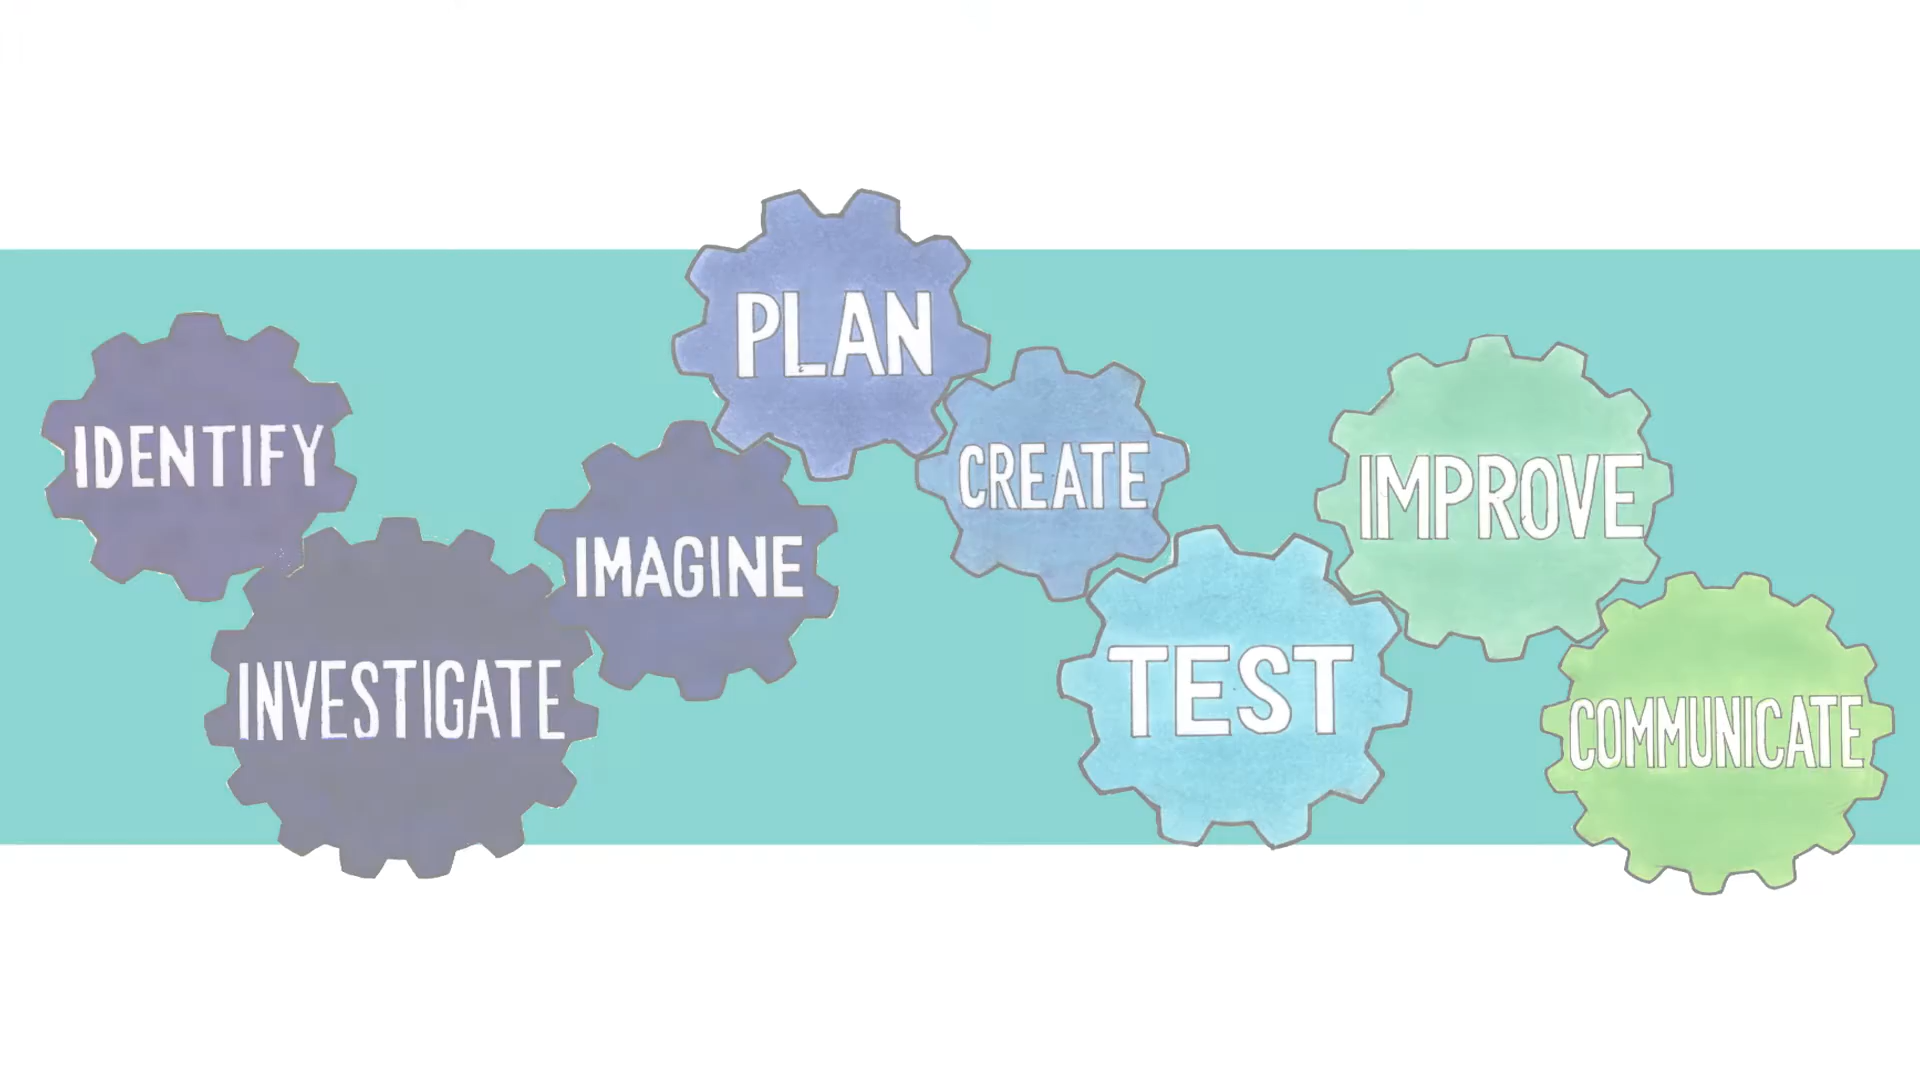 IDENTIFY
INVESTIGATE
IMAGINE
PLAN
CREATE
TEST
IMPROVE
COMMUNICATE